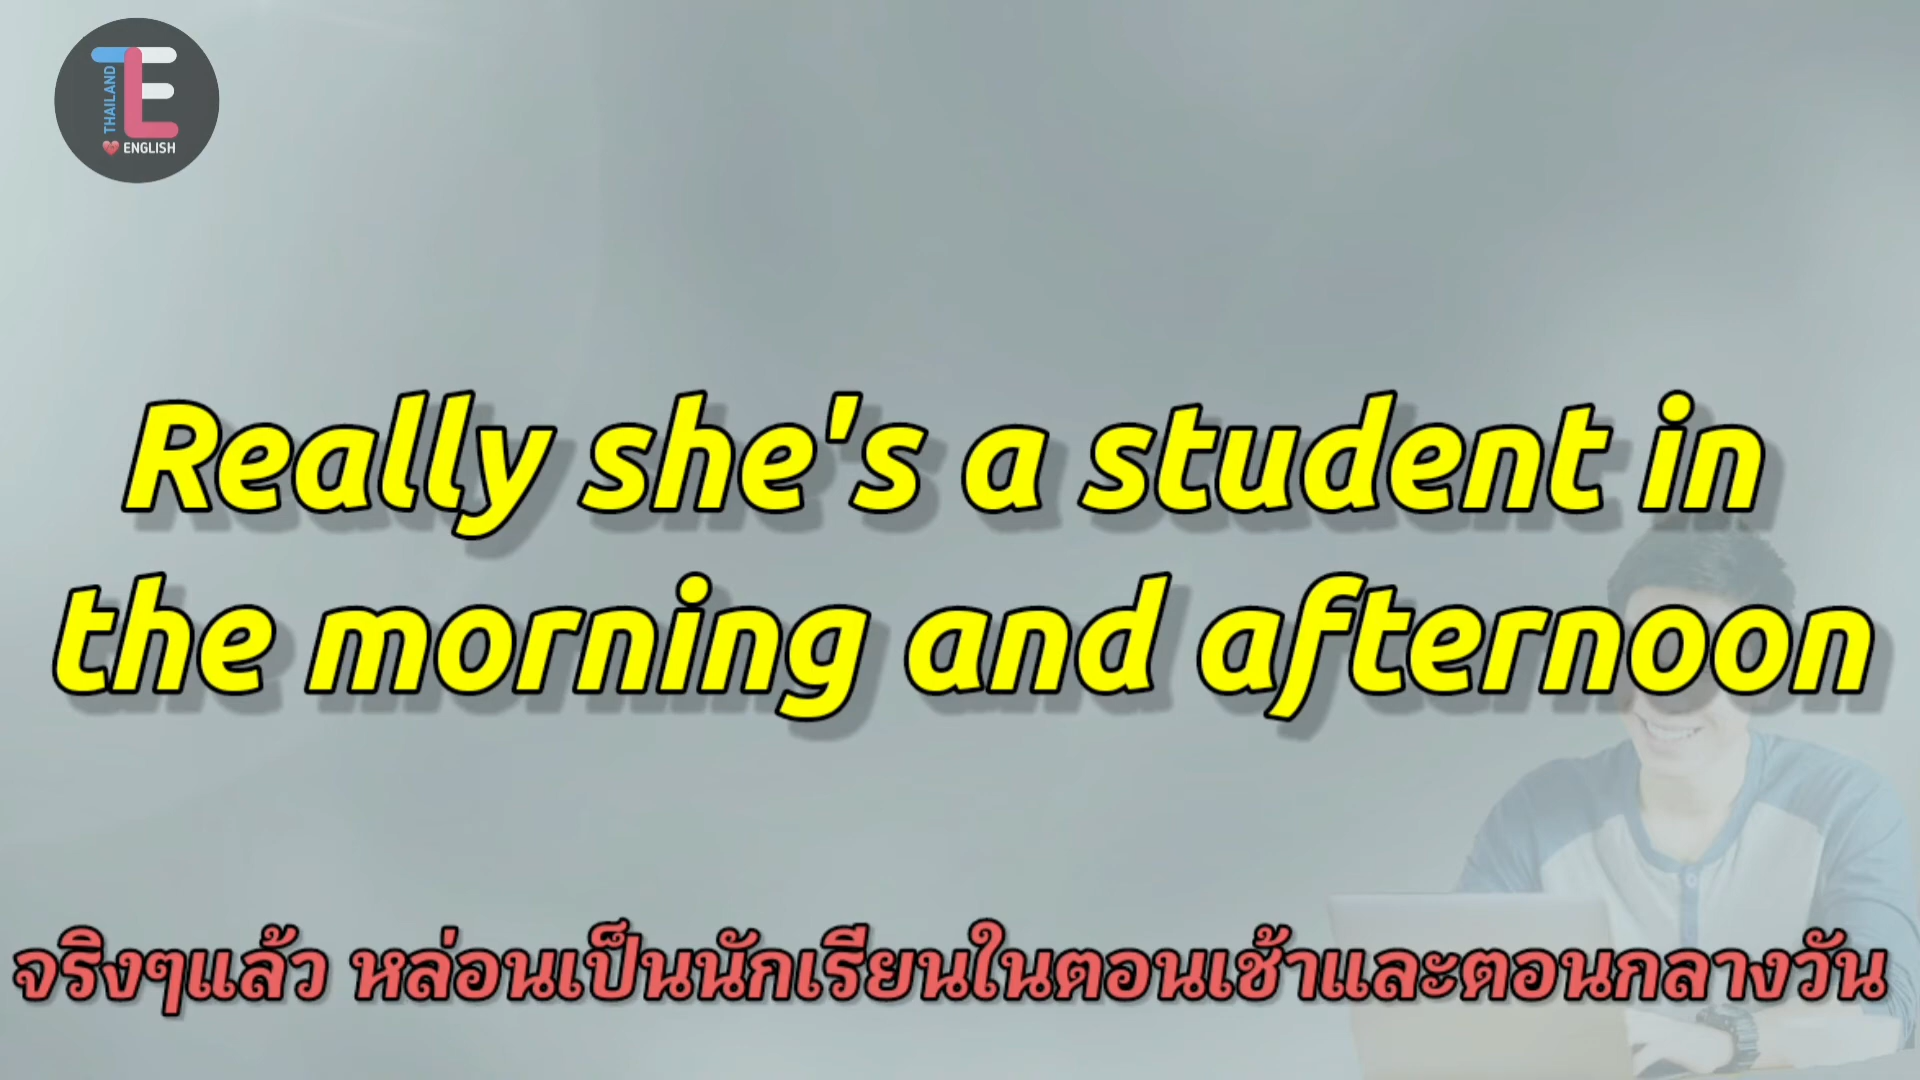 THAILAND
ENGLISH
Really she's a student in
the morning and afternoon
จริงๆแล้ว หล่อนเป็นนักเรียนในตอนเช้าและตอนกลางวัน